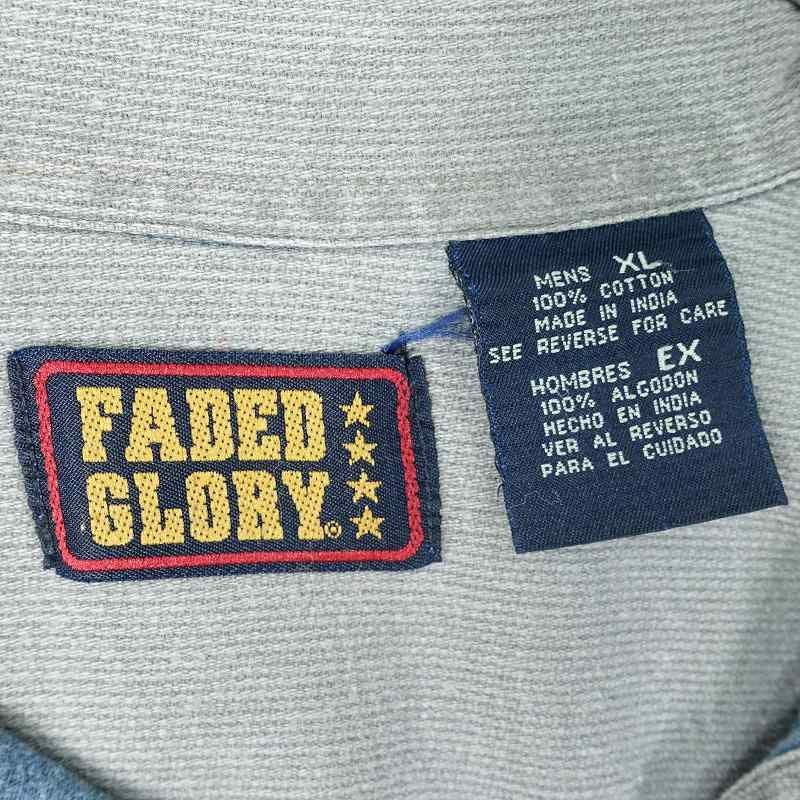 FADED
GLORY®
MENS XL
100% COTTON
MADE IN INDIA
SEE REVERSE FOR CARE
HOMBRES EX
100% ALGODON
HECHO EN INDIA
VER AL REVERSO
PARA EL CUIDADO